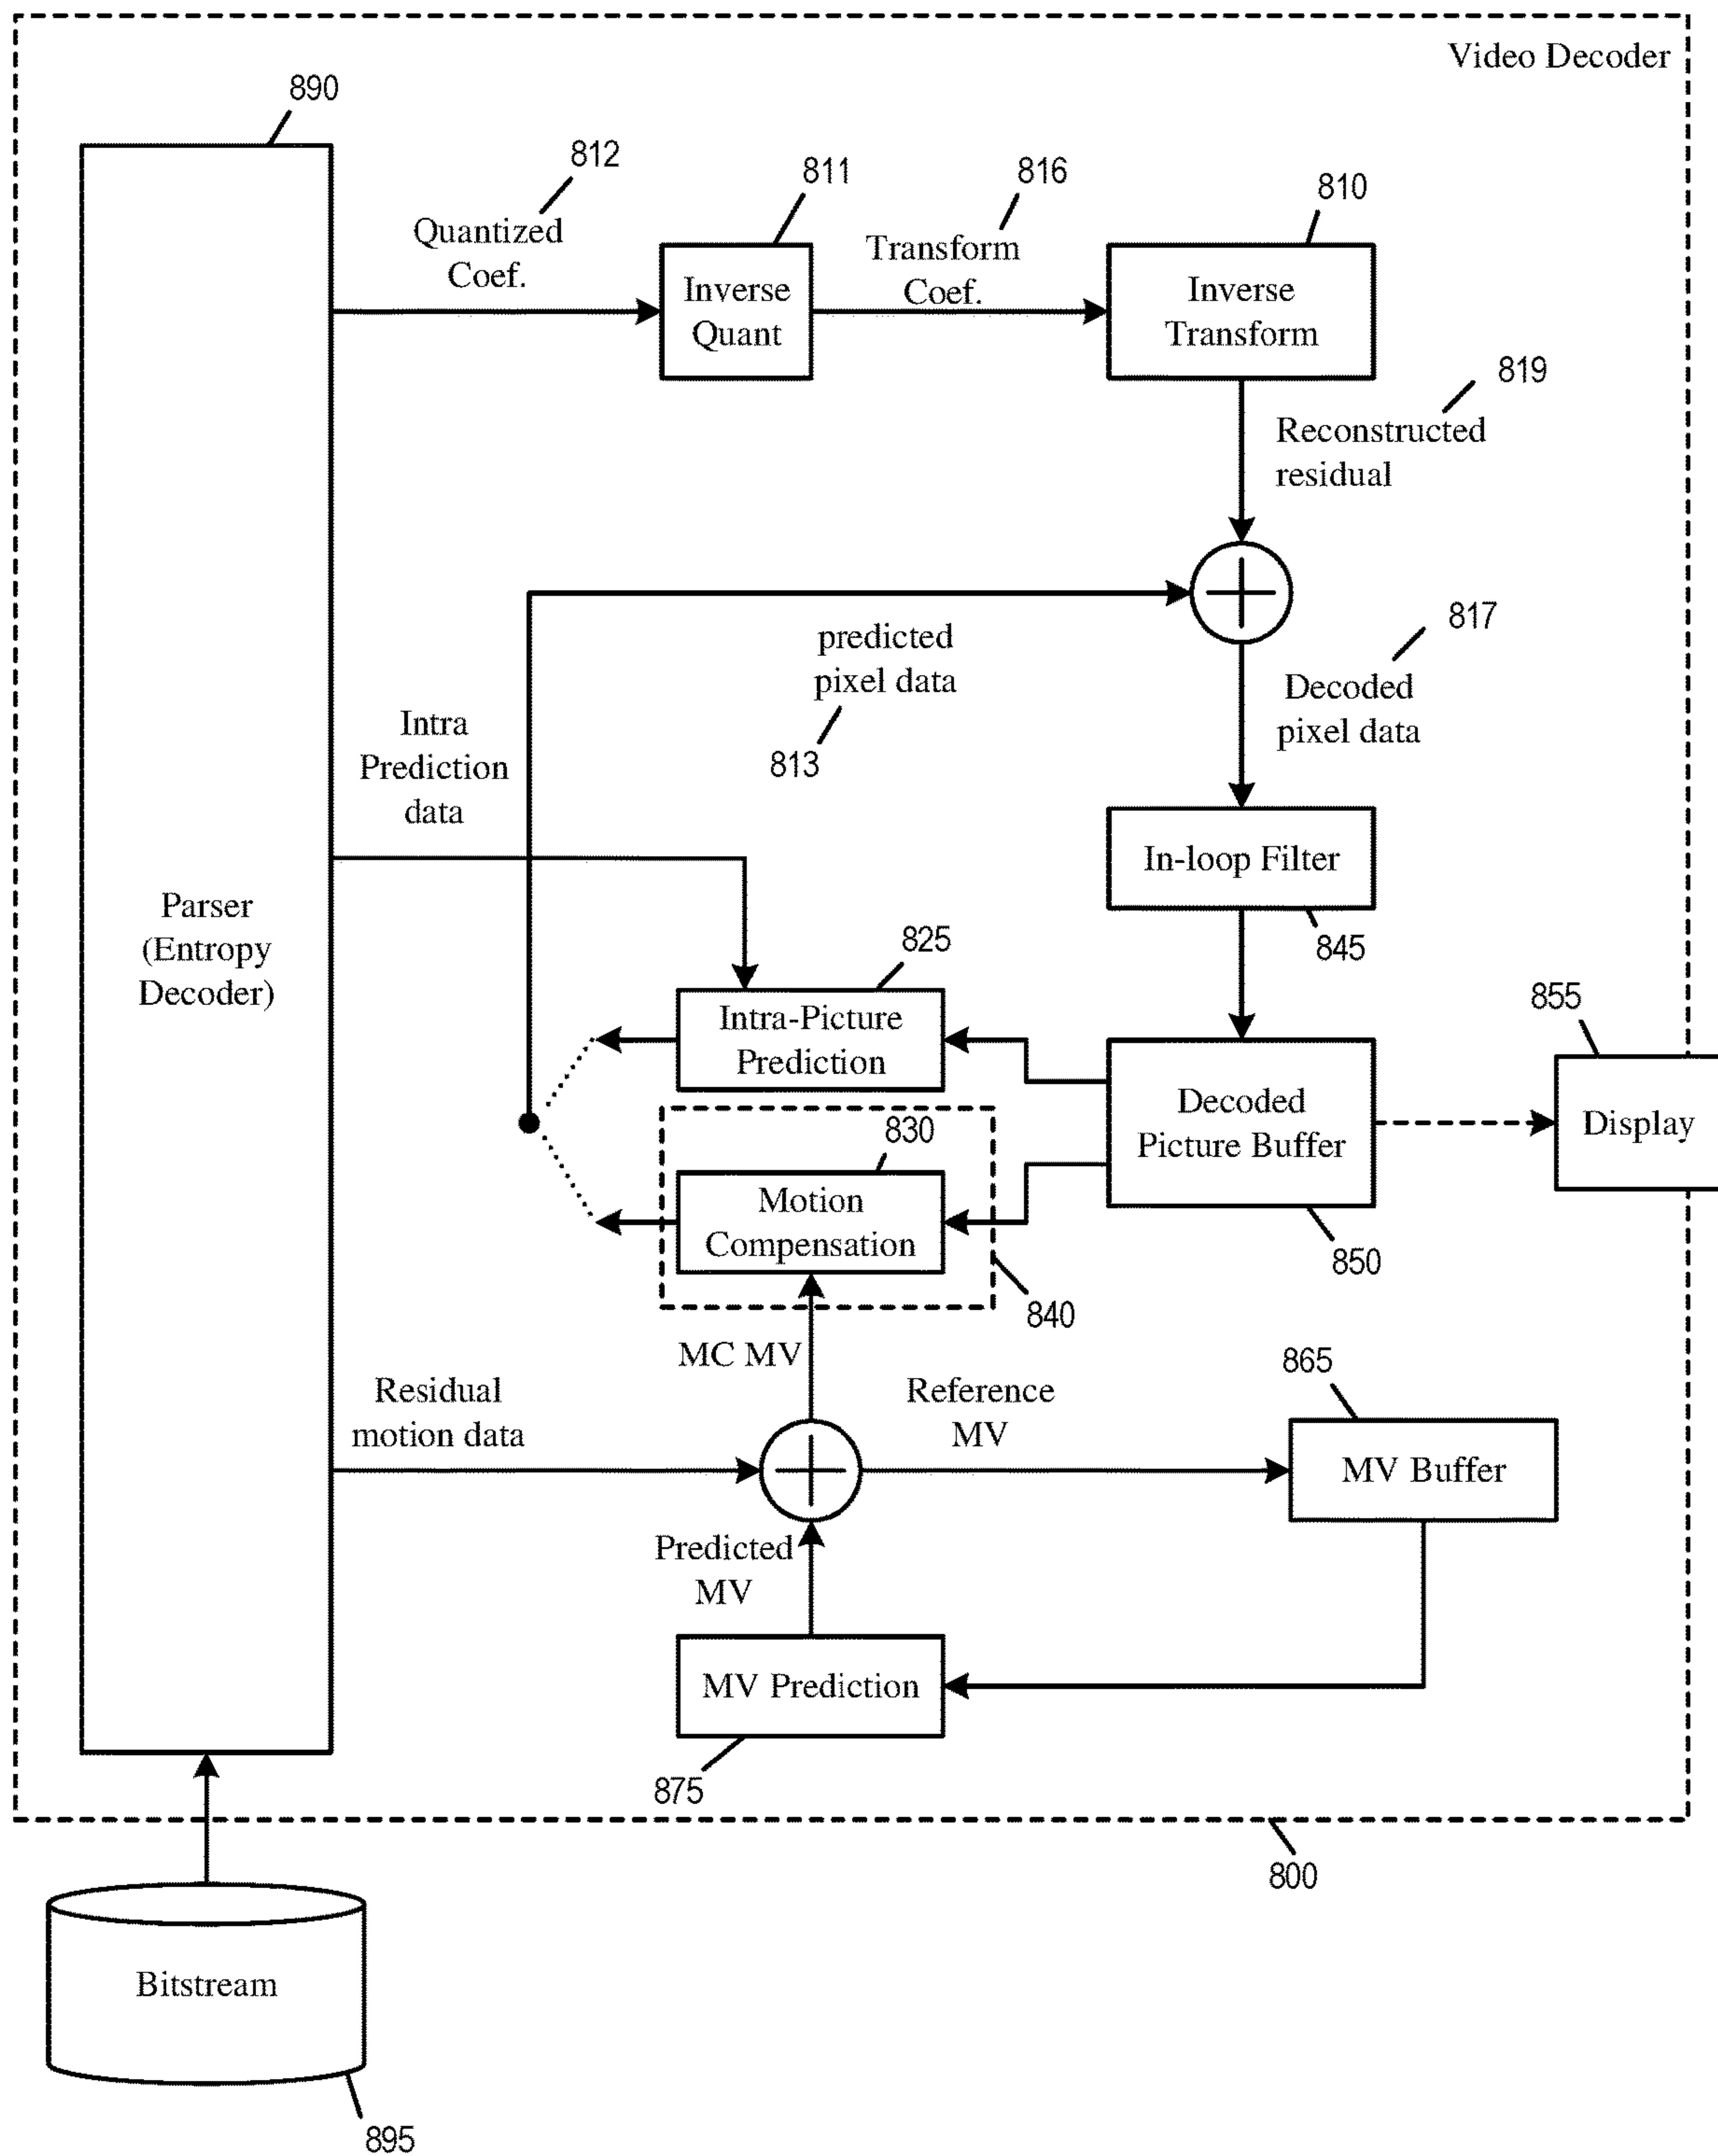 Video Decoder
890
812
811
816
810
Quantized
Coef.
Inverse
Quant
Transform
Coef.
Inverse
Transform
819
Reconstructed
residual
predicted
pixel data
813
817
Decoded
pixel data
Intra
Prediction
data
Parser
(Entropy
Decoder)
In-loop Filter
845
825
Intra-Picture
Prediction
855
Display
Decoded
Picture Buffer
850
830
Motion
Compensation
840
MC MV
Residual
motion data
Reference
MV
865
MV Buffer
Predicted
MV
MV Prediction
875
800
Bitstream
895